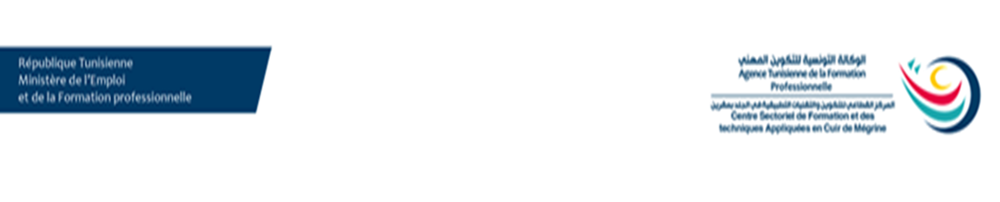 République Tunisienne
Ministère de l'Emploi
et de la Formation professionnelle
الوكالة التونسية للتكوين المهني
Agence Tunisienne de la Formation
Professionnelle
المركز القطاعي للتكوين والتقنيات التطبيقية في الجلد بمقرين
Centre Sectoriel de Formation et des
techniques Appliquées en Cuir de Mégrine